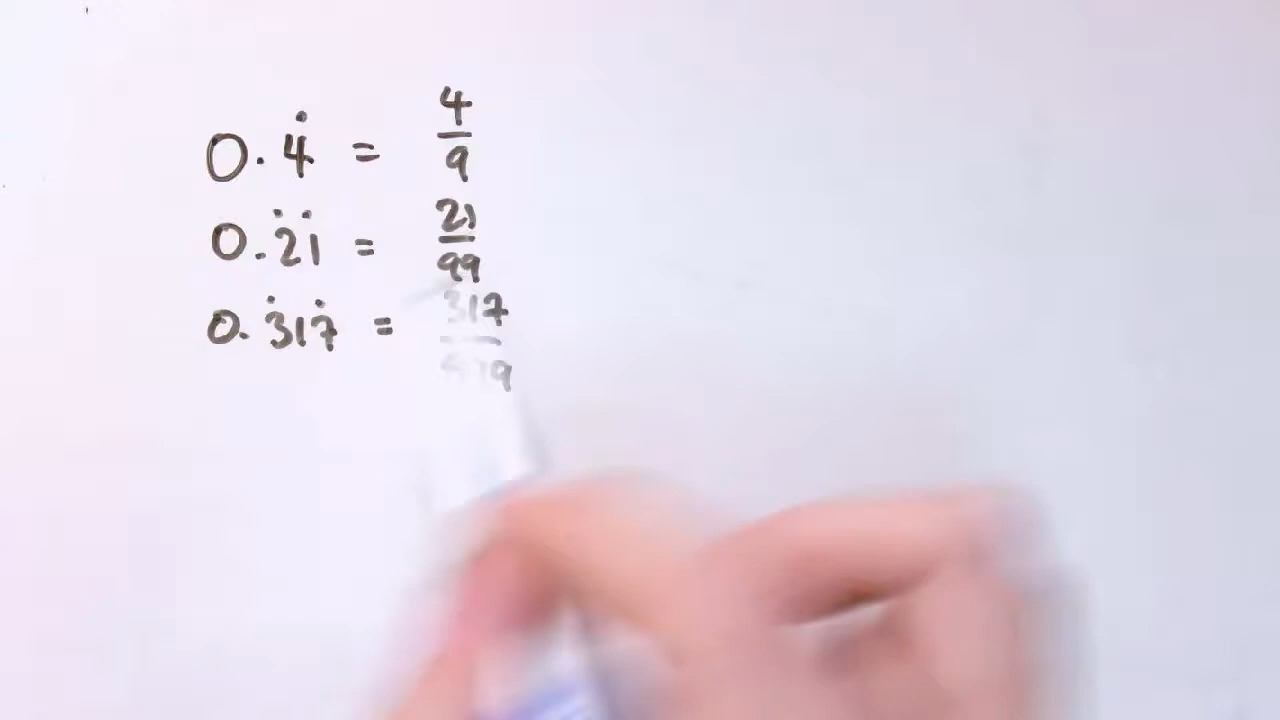 0.4̇ = 4/9
0.2̇1̇ = 21/99
0.3̇17̇ = 317/999